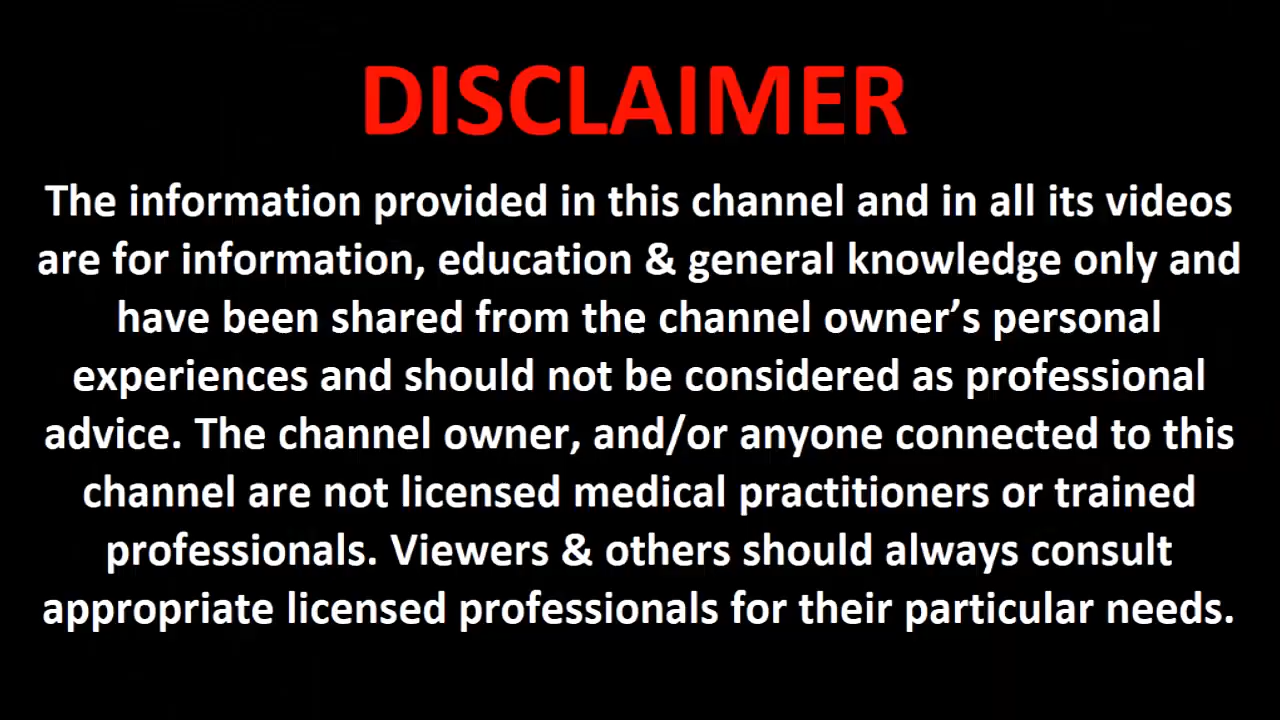 DISCLAIMER
The information provided in this channel and in all its videos
are for information, education & general knowledge only and
have been shared from the channel owner’s personal
experiences and should not be considered as professional
advice. The channel owner, and/or anyone connected to this
channel are not licensed medical practitioners or trained
professionals. Viewers & others should always consult
appropriate licensed professionals for their particular needs.